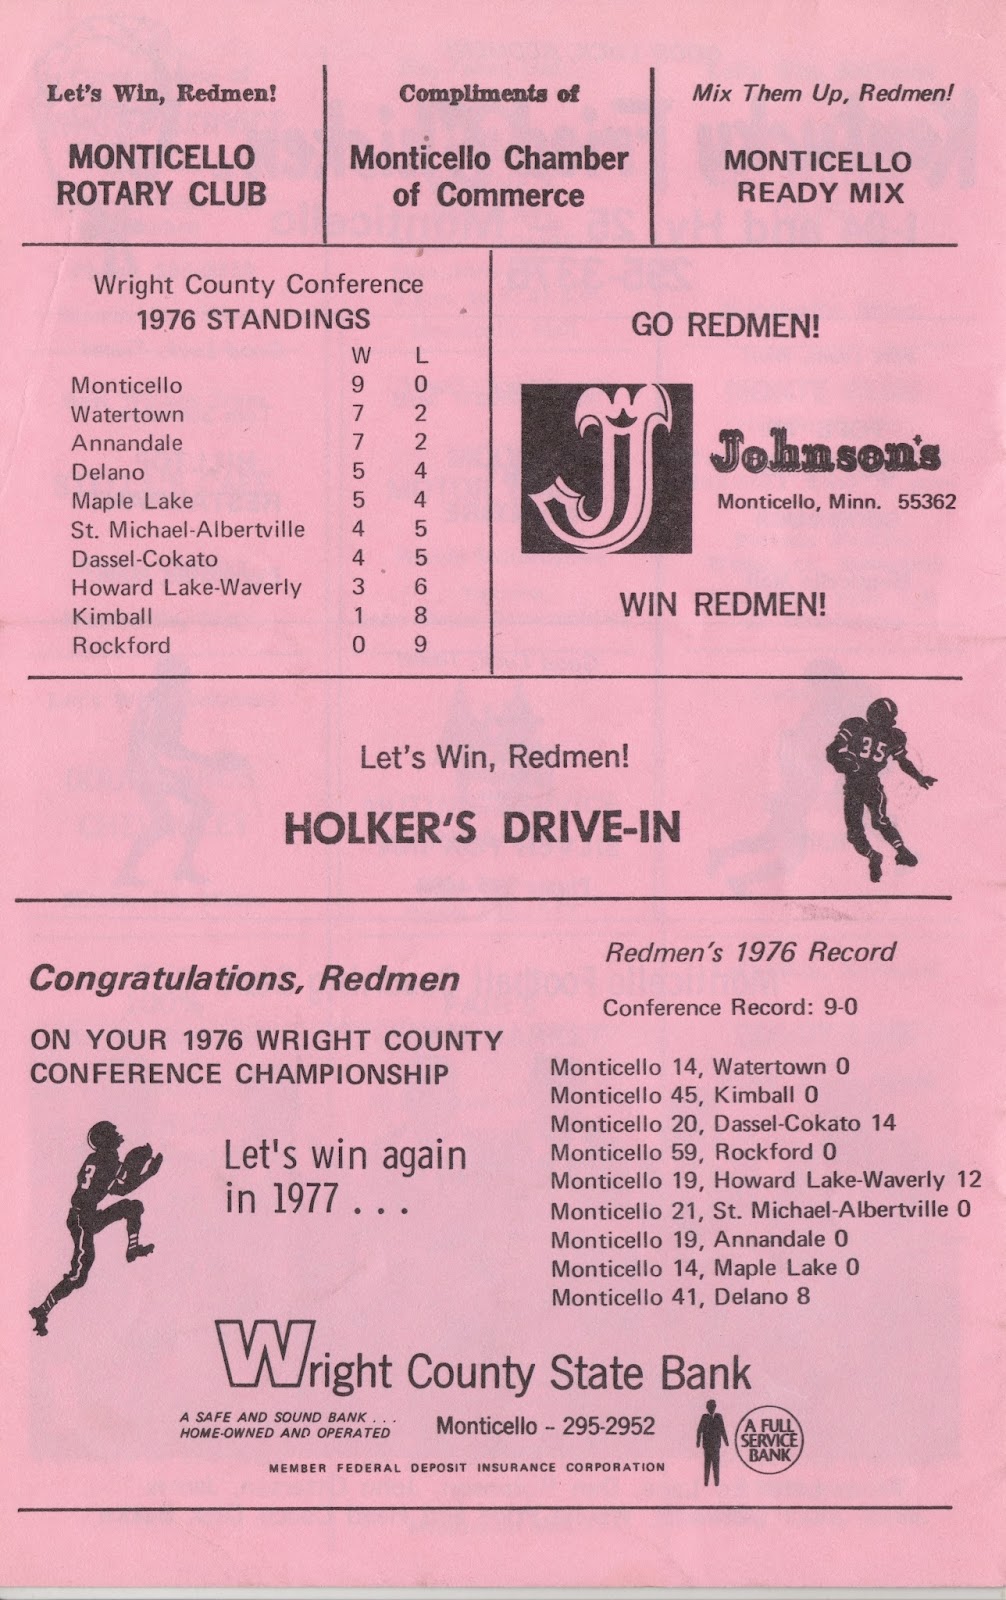 Let's Win, Redmen!
MONTICELLO
ROTARY CLUB
Compliments of
Monticello Chamber
of Commerce
Mix Them Up, Redmen!
MONTICELLO
READY MIX
Wright County Conference
1976 STANDINGS
W L
Monticello 9 0
Watertown 7 2
Annandale 7 2
Delano 5 4
Maple Lake 5 4
St. Michael-Albertville 4 5
Dassel-Cokato 4 5
Howard Lake-Waverly 3 6
Kimball 1 8
Rockford 0 9
GO REDMEN!
J
Johnson's
Monticello, Minn. 55362
WIN REDMEN!
Let's Win, Redmen!
HOLKER'S DRIVE-IN
35
Congratulations, Redmen
ON YOUR 1976 WRIGHT COUNTY
CONFERENCE CHAMPIONSHIP
3
Let's win again
in 1977 . . .
Redmen's 1976 Record
Conference Record: 9-0
Monticello 14, Watertown 0
Monticello 45, Kimball 0
Monticello 20, Dassel-Cokato 14
Monticello 59, Rockford 0
Monticello 19, Howard Lake-Waverly 12
Monticello 21, St. Michael-Albertville 0
Monticello 19, Annandale 0
Monticello 14, Maple Lake 0
Monticello 41, Delano 8
Wright County State Bank
A SAFE AND SOUND BANK . . .
HOME-OWNED AND OPERATED
Monticello -- 295-2952
A FULL
SERVICE
BANK
MEMBER FEDERAL DEPOSIT INSURANCE CORPORATION